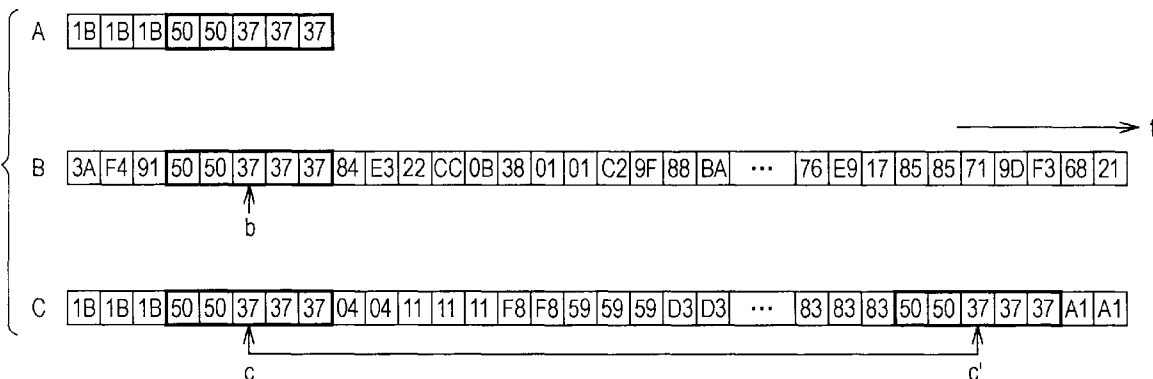 A 1B 1B 1B 50 50 37 37 37
t
B 3A F4 91 50 50 37 37 37 84 E3 22 CC 0B 38 01 01 C2 9F 88 BA ... 76 E9 17 85 85 71 9D F3 68 21
b
C 1B 1B 1B 50 50 37 37 37 04 04 11 11 11 F8 F8 59 59 59 D3 D3 ... 83 83 83 50 50 37 37 37 A1 A1
c c'